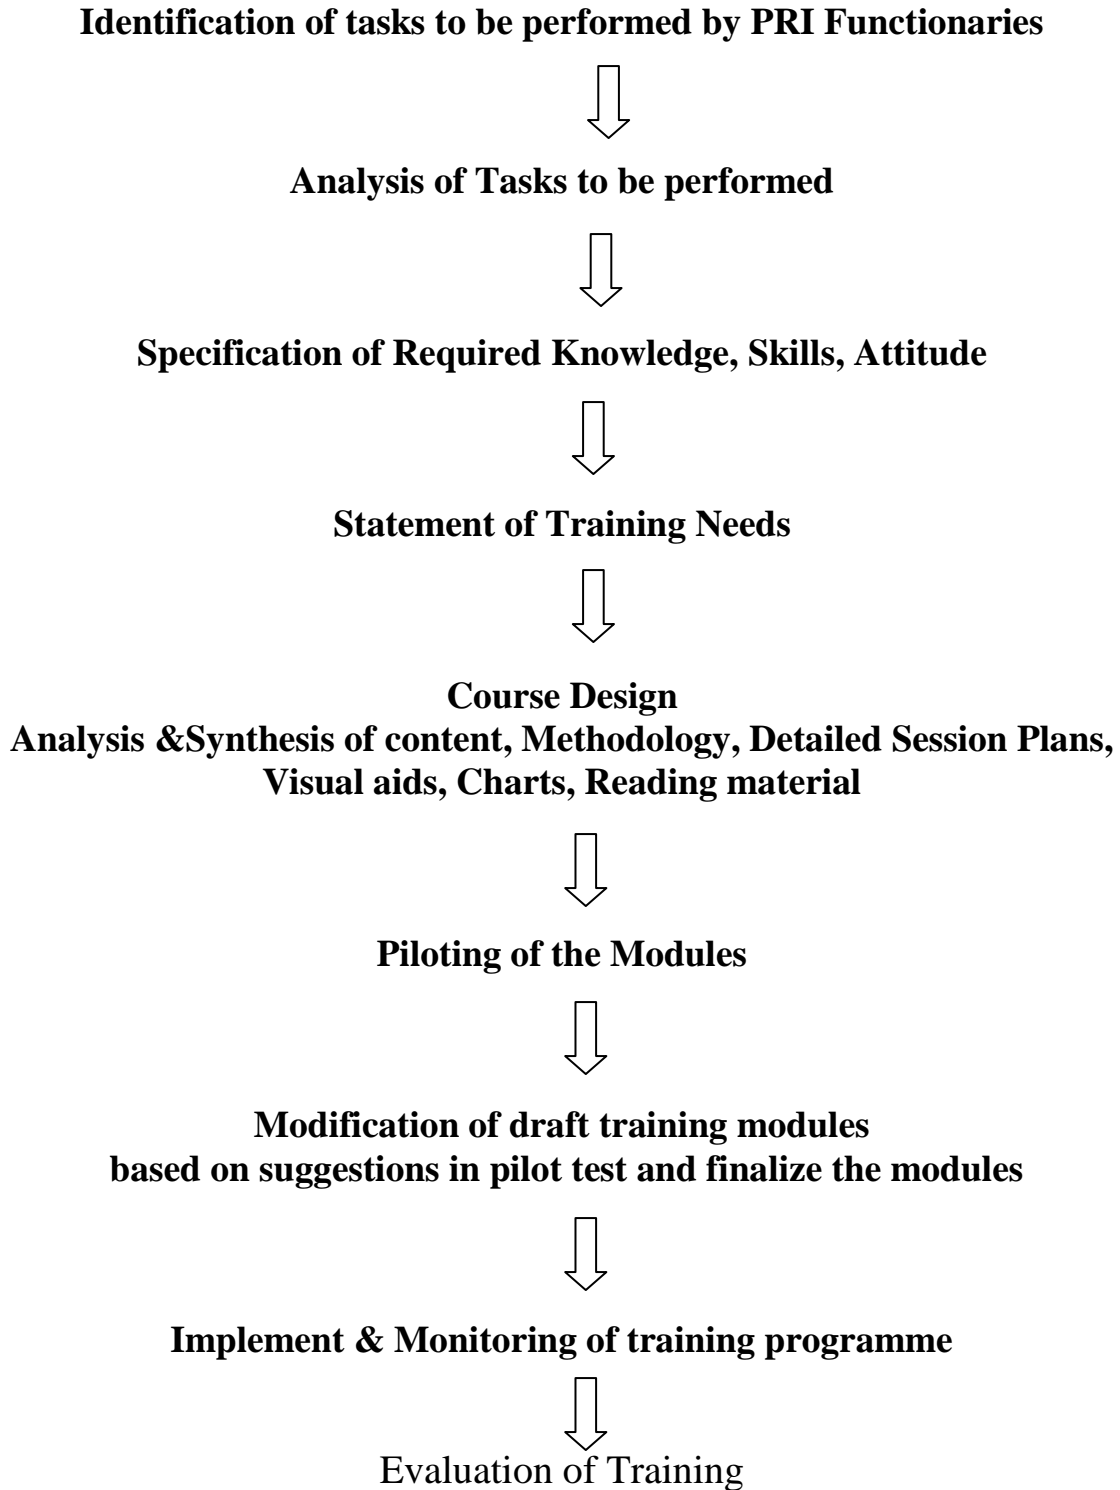 Identification of tasks to be performed by PRI Functionaries
Analysis of Tasks to be performed
Specification of Required Knowledge, Skills, Attitude
Statement of Training Needs
Course Design
Analysis &Synthesis of content, Methodology, Detailed Session Plans,
Visual aids, Charts, Reading material
Piloting of the Modules
Modification of draft training modules
based on suggestions in pilot test and finalize the modules
Implement & Monitoring of training programme
Evaluation of Training